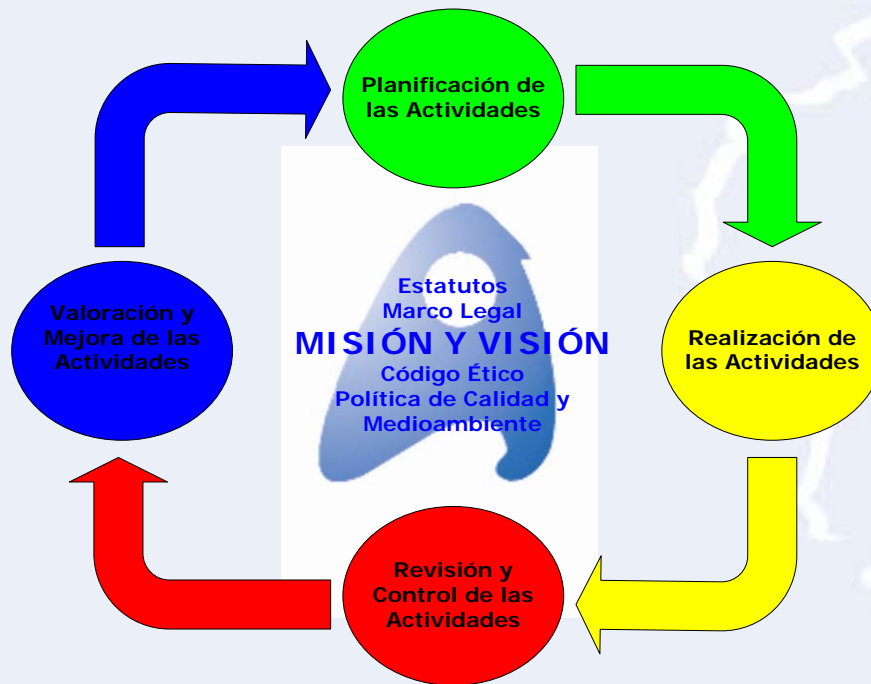 Planificación de
las Actividades
Estatutos
Marco Legal
MISIÓN Y VISIÓN
Código Ético
Política de Calidad y
Medioambiente
Valoración y
Mejora de las
Actividades
Realización de
las Actividades
Revisión y
Control de las
Actividades